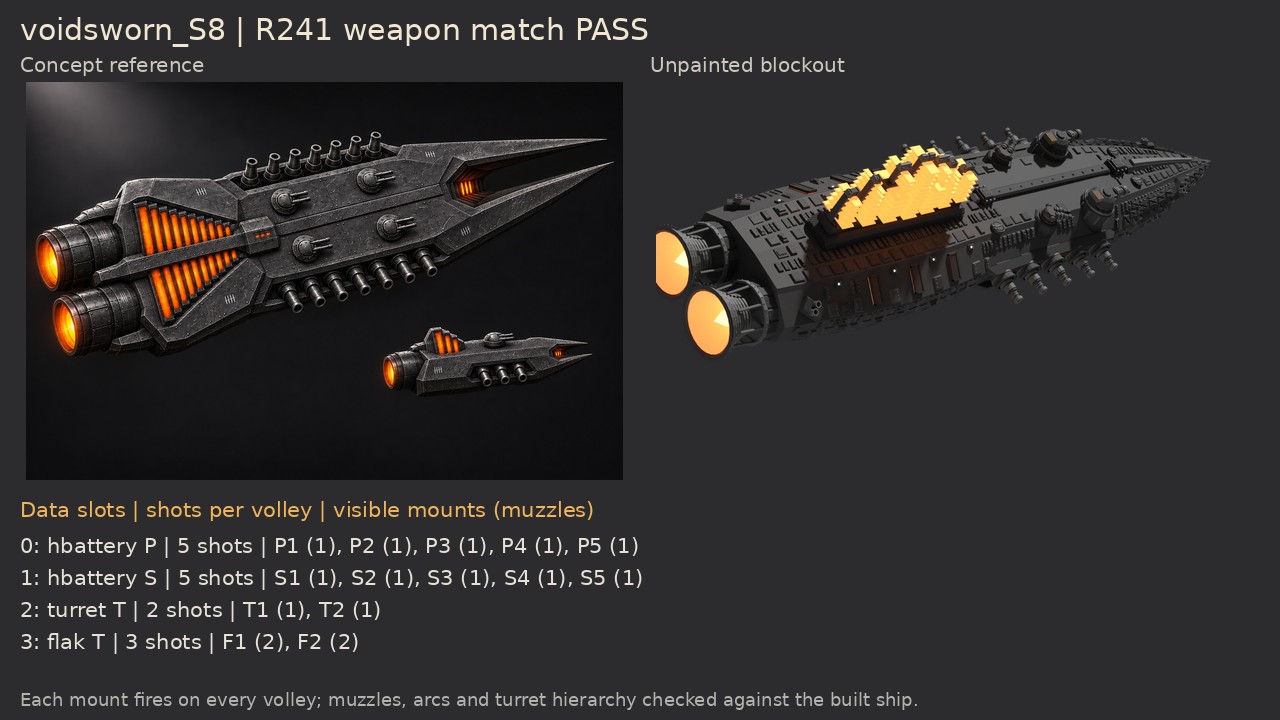 voidsworn_S8 | R241 weapon match PASS
Concept reference
Unpainted blockout
Data slots | shots per volley | visible mounts (muzzles)
0: hbattery P | 5 shots | P1 (1), P2 (1), P3 (1), P4 (1), P5 (1)
1: hbattery S | 5 shots | S1 (1), S2 (1), S3 (1), S4 (1), S5 (1)
2: turret T | 2 shots | T1 (1), T2 (1)
3: flak T | 3 shots | F1 (2), F2 (2)
Each mount fires on every volley; muzzles, arcs and turret hierarchy checked against the built ship.